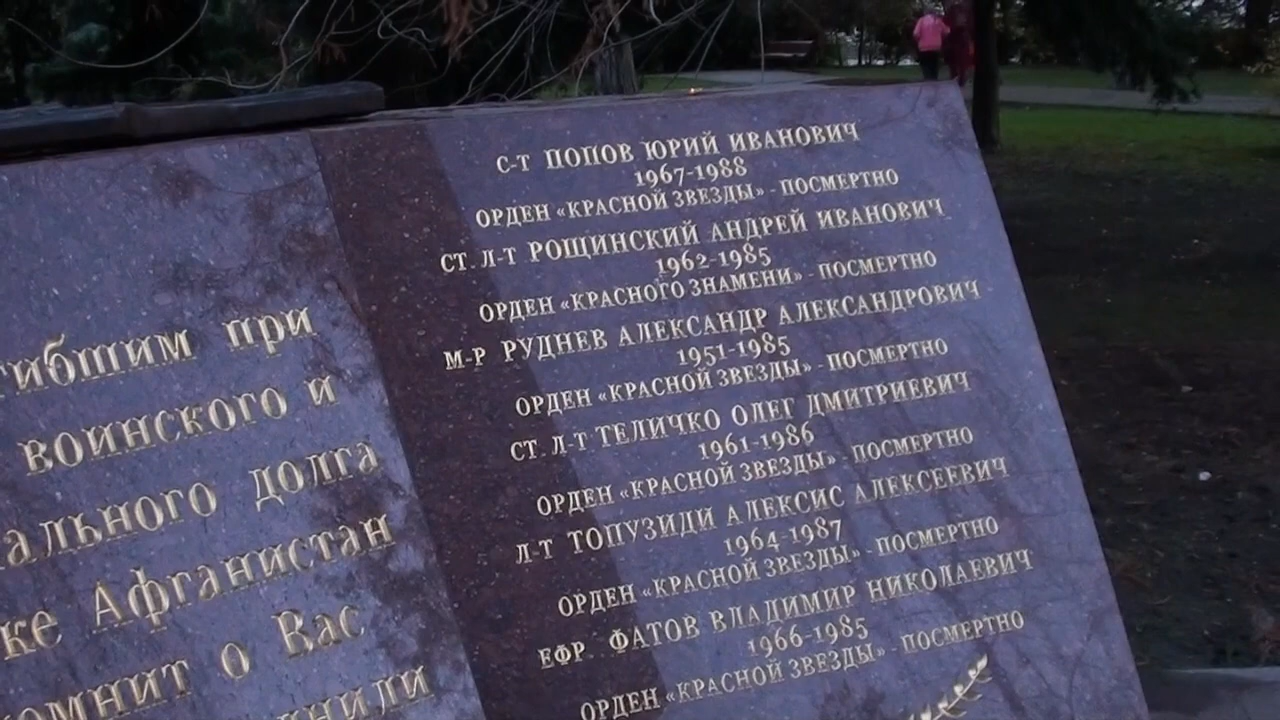 при
воинского и
долга
Афганистан
о Вас
С-Т ПОПОВ ЮРИЙ ИВАНОВИЧ
1967-1988
ОРДЕН «КРАСНОЙ ЗВЕЗДЫ» - ПОСМЕРТНО
СТ. Л-Т РОЩИНСКИЙ АНДРЕЙ ИВАНОВИЧ
1962-1985
ОРДЕН «КРАСНОГО ЗНАМЕНИ» - ПОСМЕРТНО
М-Р РУДНЕВ АЛЕКСАНДР АЛЕКСАНДРОВИЧ
1951-1985
ОРДЕН «КРАСНОЙ ЗВЕЗДЫ» - ПОСМЕРТНО
СТ. Л-Т ТЕЛИЧКО ОЛЕГ ДМИТРИЕВИЧ
1961-1986
ОРДЕН «КРАСНОЙ ЗВЕЗДЫ» - ПОСМЕРТНО
Л-Т ТОПУЗИДИ АЛЕКСИС АЛЕКСЕЕВИЧ
1964-1987
ОРДЕН «КРАСНОЙ ЗВЕЗДЫ» - ПОСМЕРТНО
ЕФР. ФАТОВ ВЛАДИМИР НИКОЛАЕВИЧ
1966-1985
ОРДЕН «КРАСНОЙ ЗВЕЗДЫ» - ПОСМЕРТНО